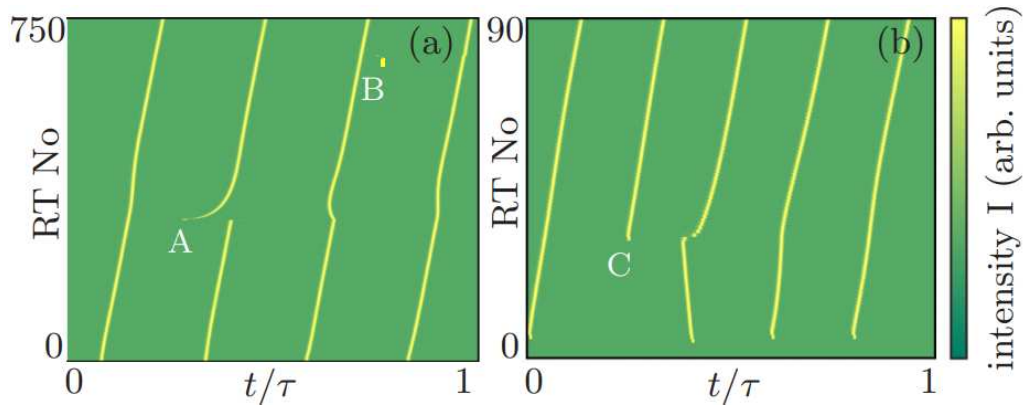 750
(a)
B
RT No
A
0
0
t/τ
1
90
(b)
RT No
C
0
0
t/τ
1
intensity I (arb. units)